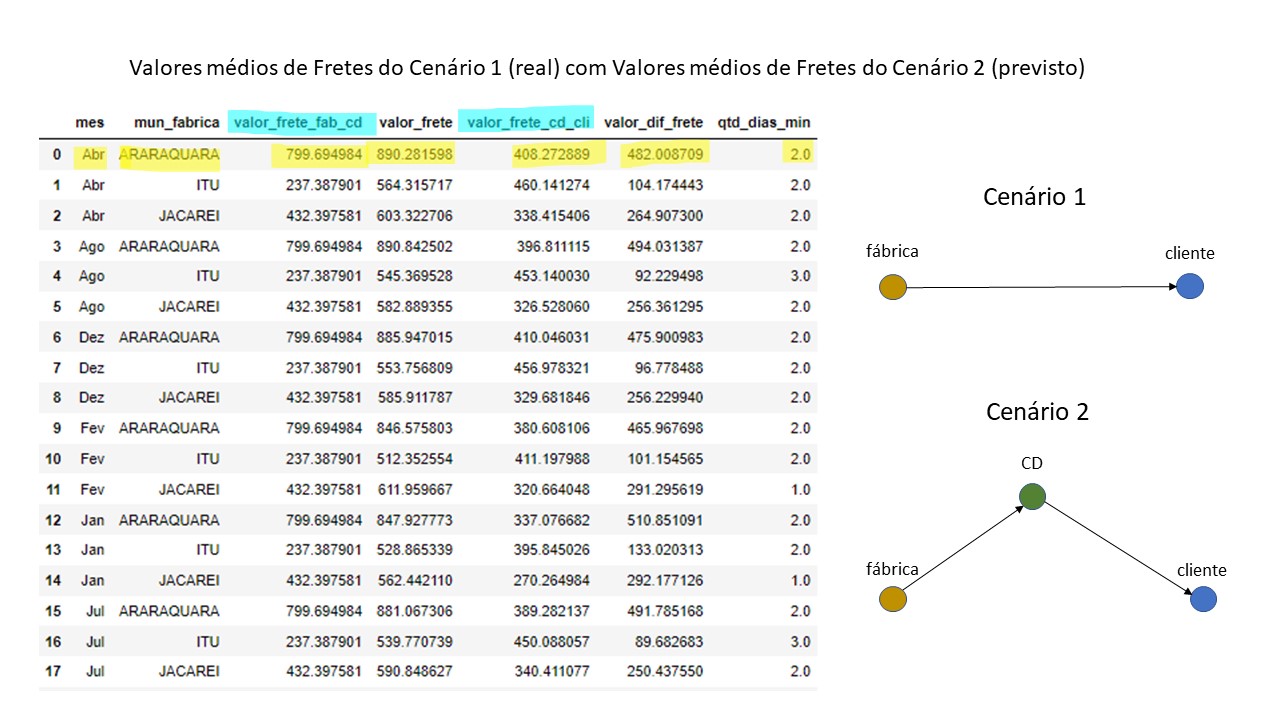 Valores médios de Fretes do Cenário 1 (real) com Valores médios de Fretes do Cenário 2 (previsto)
mes mun_fabrica valor_frete_fab_cd valor_frete valor_frete_cd_cli valor_dif_frete qtd_dias_min
0 Abr ARARAQUARA 799.694984 890.281598 408.272889 482.008709 2.0
1 Abr ITU 237.387901 564.315717 460.141274 104.174443 2.0
2 Abr JACAREI 432.397581 603.322706 338.415406 264.907300 2.0
3 Ago ARARAQUARA 799.694984 890.842502 396.811115 494.031387 2.0
4 Ago ITU 237.387901 545.369528 453.140030 92.229498 3.0
5 Ago JACAREI 432.397581 582.889355 326.528060 256.361295 2.0
6 Dez ARARAQUARA 799.694984 885.947015 410.046031 475.900983 2.0
7 Dez ITU 237.387901 553.756809 456.978321 96.778488 2.0
8 Dez JACAREI 432.397581 585.911787 329.681846 256.229940 2.0
9 Fev ARARAQUARA 799.694984 846.575803 380.608106 465.967698 2.0
10 Fev ITU 237.387901 512.352554 411.197988 101.154565 2.0
11 Fev JACAREI 432.397581 611.959667 320.664048 291.295619 1.0
12 Jan ARARAQUARA 799.694984 847.927773 337.076682 510.851091 2.0
13 Jan ITU 237.387901 528.865339 395.845026 133.020313 2.0
14 Jan JACAREI 432.397581 562.442110 270.264984 292.177126 1.0
15 Jul ARARAQUARA 799.694984 881.067306 389.282137 491.785168 2.0
16 Jul ITU 237.387901 539.770739 450.088057 89.682683 3.0
17 Jul JACAREI 432.397581 590.848627 340.411077 250.437550 2.0
Cenário 1
fábrica
cliente
Cenário 2
CD
fábrica
cliente